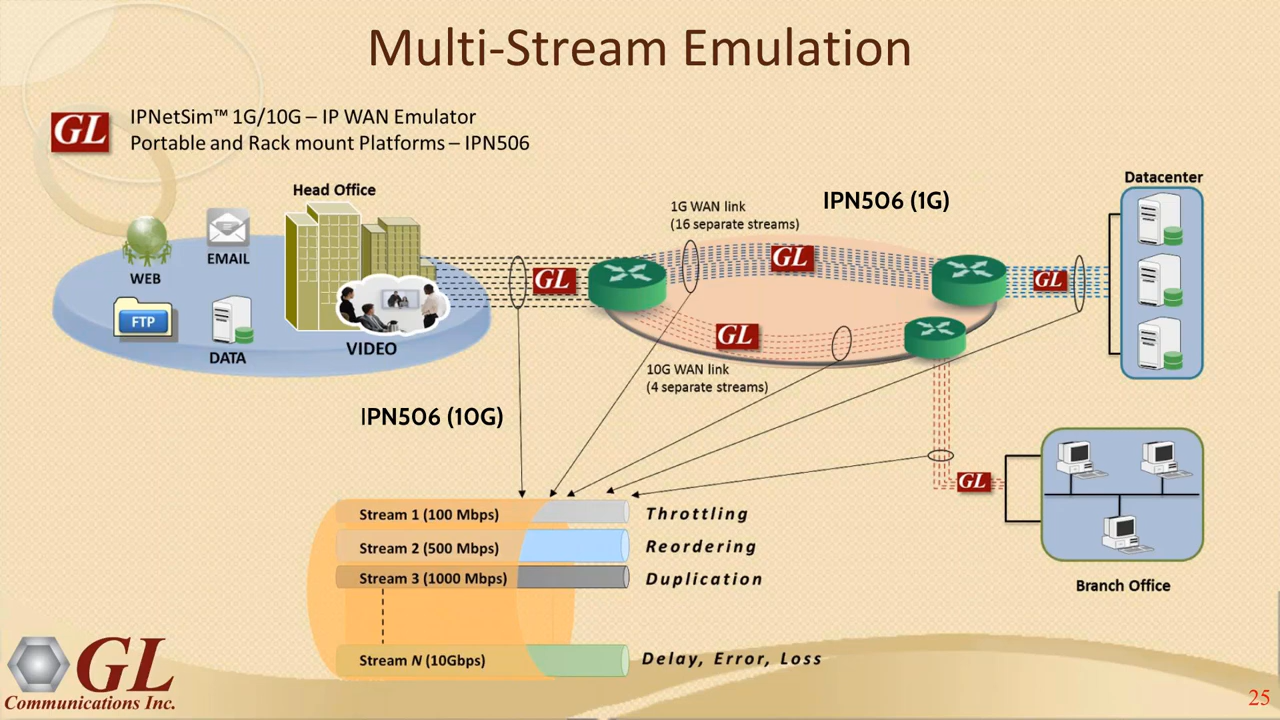 Multi-Stream Emulation
GL
IPNetSim™ 1G/10G – IP WAN Emulator
Portable and Rack mount Platforms – IPN506
Head Office
WEB
EMAIL
FTP
DATA
VIDEO
GL
1G WAN link
(16 separate streams)
IPN506 (1G)
GL
GL
10G WAN link
(4 separate streams)
GL
Datacenter
IPN506 (10G)
GL
Branch Office
Stream 1 (100 Mbps)
Throttling
Stream 2 (500 Mbps)
Reordering
Stream 3 (1000 Mbps)
Duplication
Stream N (10Gbps)
Delay, Error, Loss
GL
Communications Inc.
25